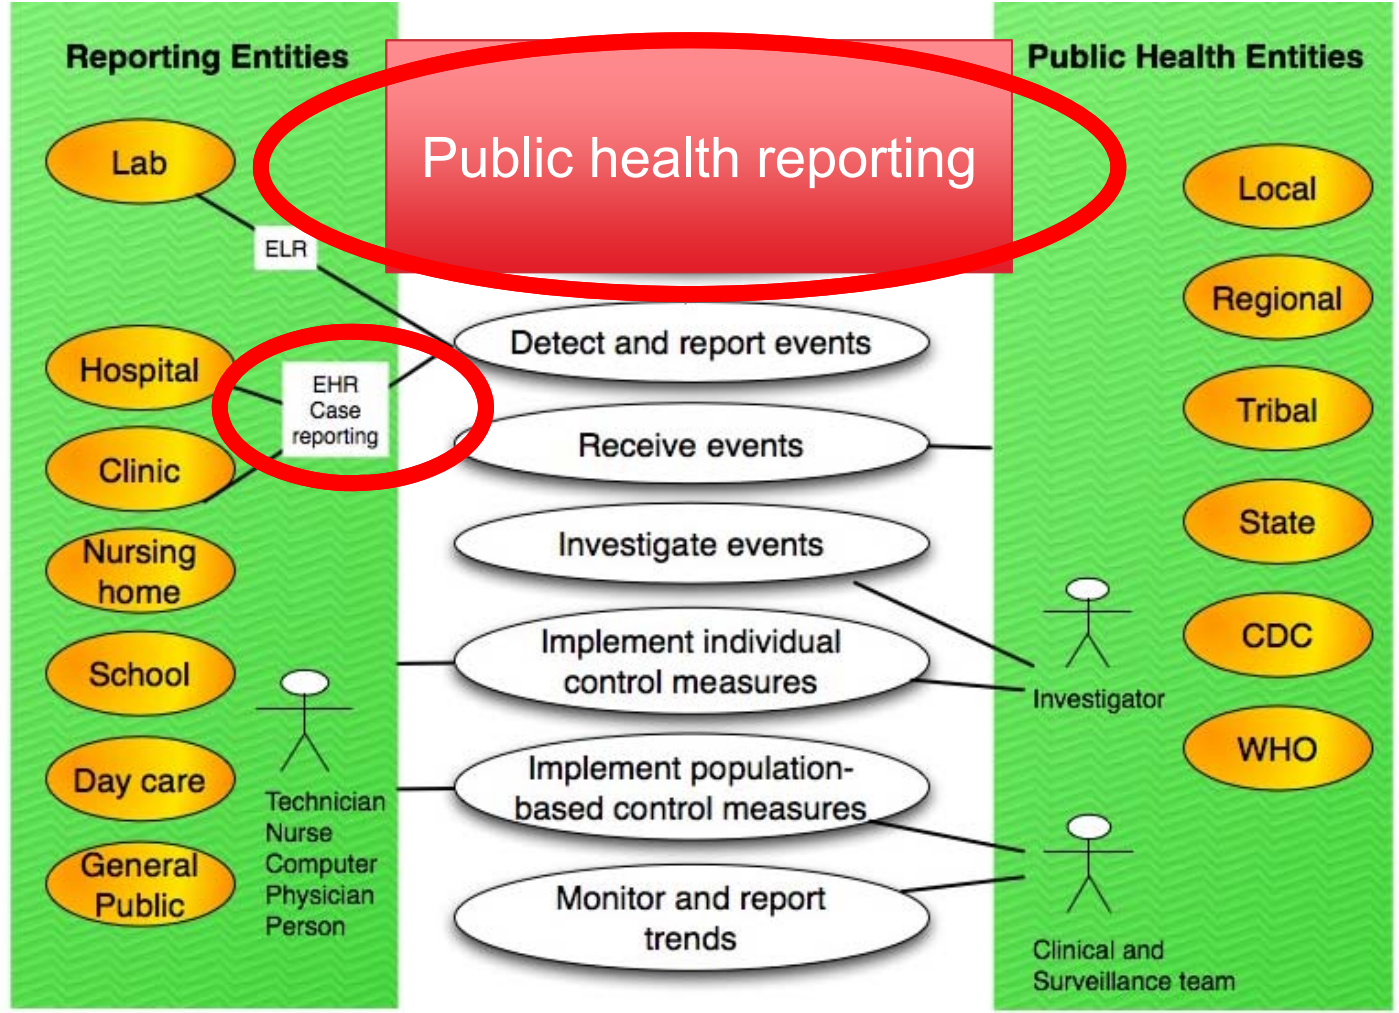 Reporting Entities
Lab
ELR
Hospital
EHR
Case
reporting
Clinic
Nursing
home
School
Day care
General
Public
Technician
Nurse
Computer
Physician
Person
Public health reporting
Detect and report events
Receive events
Investigate events
Implement individual
control measures
Implement population-
based control measures
Monitor and report
trends
Public Health Entities
Local
Regional
Tribal
State
CDC
WHO
Investigator
Clinical and
Surveillance team